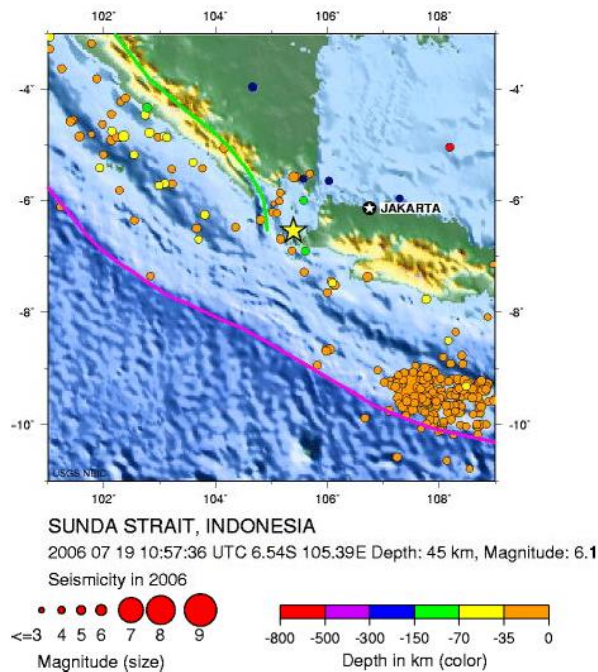 102° 104° 106° 108°
-4° -4°
-6° -6°
JAKARTA
-8° -8°
-10° -10°
USGS NEIC
102° 104° 106° 108°
SUNDA STRAIT, INDONESIA
2006 07 19 10:57:36 UTC 6.54S 105.39E Depth: 45 km, Magnitude: 6.1
Seismicity in 2006
<=3 4 5 6 7 8 9
Magnitude (size)
-800 -500 -300 -150 -70 -35 0
Depth in km (color)